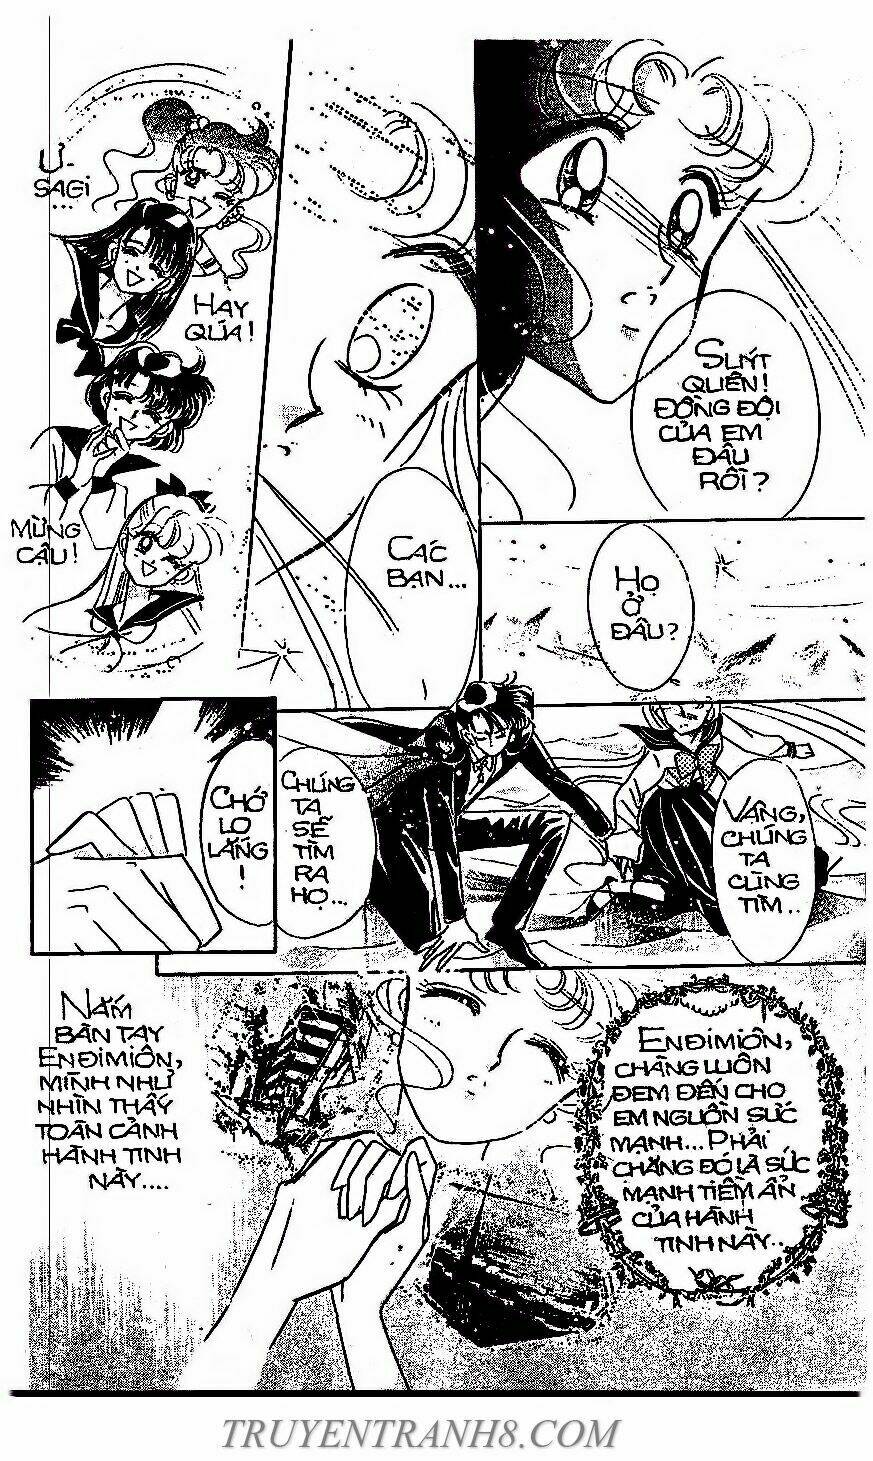 SUÝT
QUÊN!
ĐỒNG ĐỘI
CỦA EM
ĐÂU
RỒI?
CÁC
BẠN...
Ư-
SAGI
...
HAY
QÚA!
MỪNG
CẬU!
HỌ
Ở
ĐÂU?
VÂNG,
CHÚNG
TA
CÙNG
TÌM..
CHÚNG
TA
SẼ
TÌM
RA
HỌ...
CHỚ
LO
LẮNG
!
NẮM
BÀN TAY
ENĐIMIÔN,
MÌNH NHƯ
NHÌN THẤY
TOÀN CẢNH
HÀNH TINH
NÀY....
ENĐIMIÔN,
CHÀNG LUÔN
ĐEM ĐẾN CHO
EM NGUỒN SỨC
MẠNH... PHẢI
CHĂNG ĐÓ LÀ SỨC
MẠNH TIỀM ẨN
CỦA HÀNH
TINH NÀY..
TRUYENTRANH8.COM